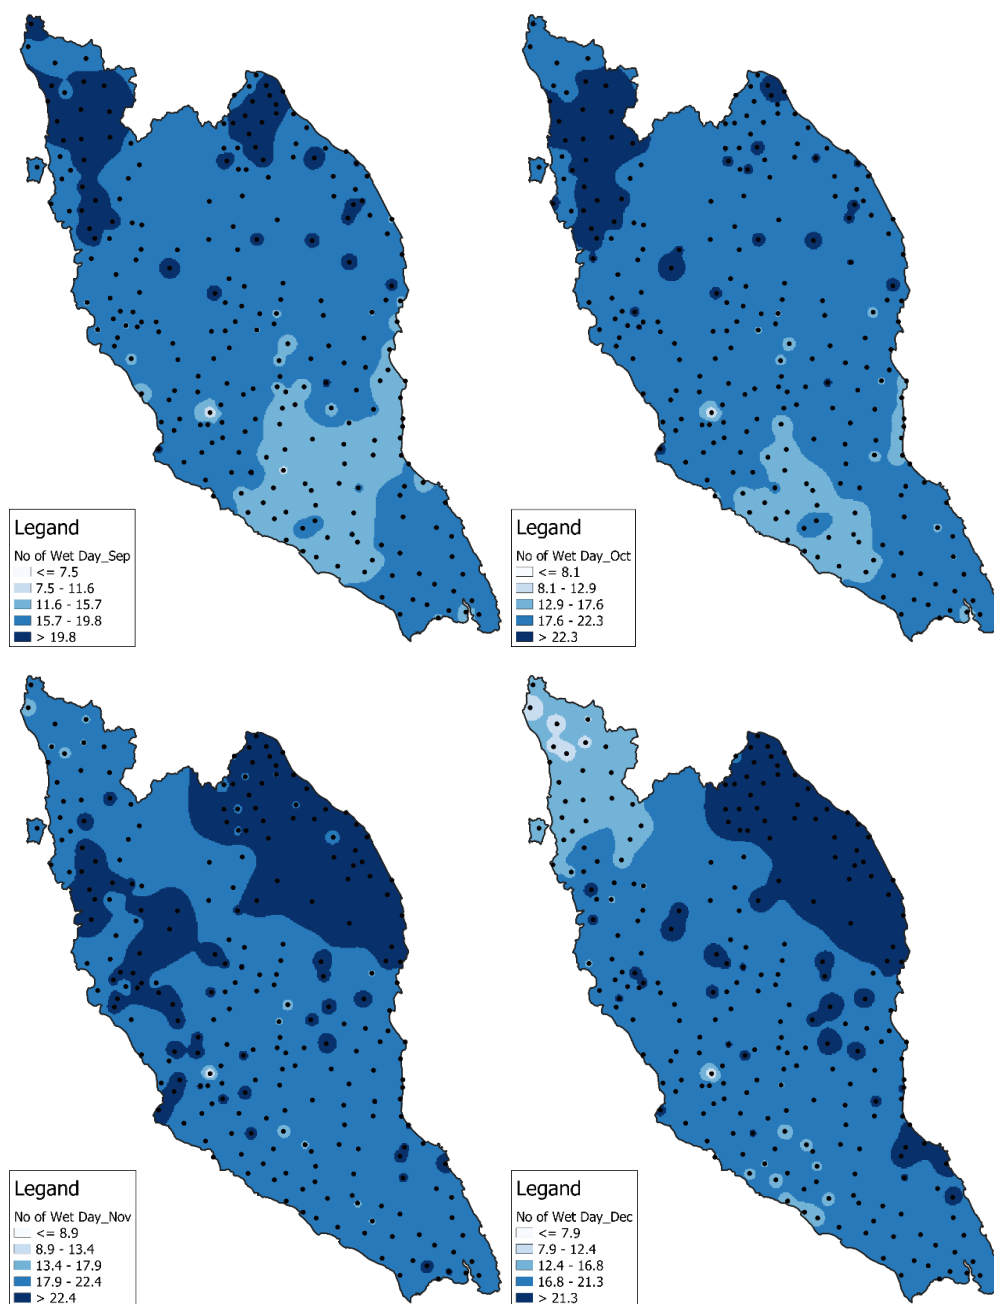 Legand
No of Wet Day_Sep
<= 7.5
7.5 - 11.6
11.6 - 15.7
15.7 - 19.8
> 19.8
Legand
No of Wet Day_Oct
<= 8.1
8.1 - 12.9
12.9 - 17.6
17.6 - 22.3
> 22.3
Legand
No of Wet Day_Nov
<= 8.9
8.9 - 13.4
13.4 - 17.9
17.9 - 22.4
> 22.4
Legand
No of Wet Day_Dec
<= 7.9
7.9 - 12.4
12.4 - 16.8
16.8 - 21.3
> 21.3